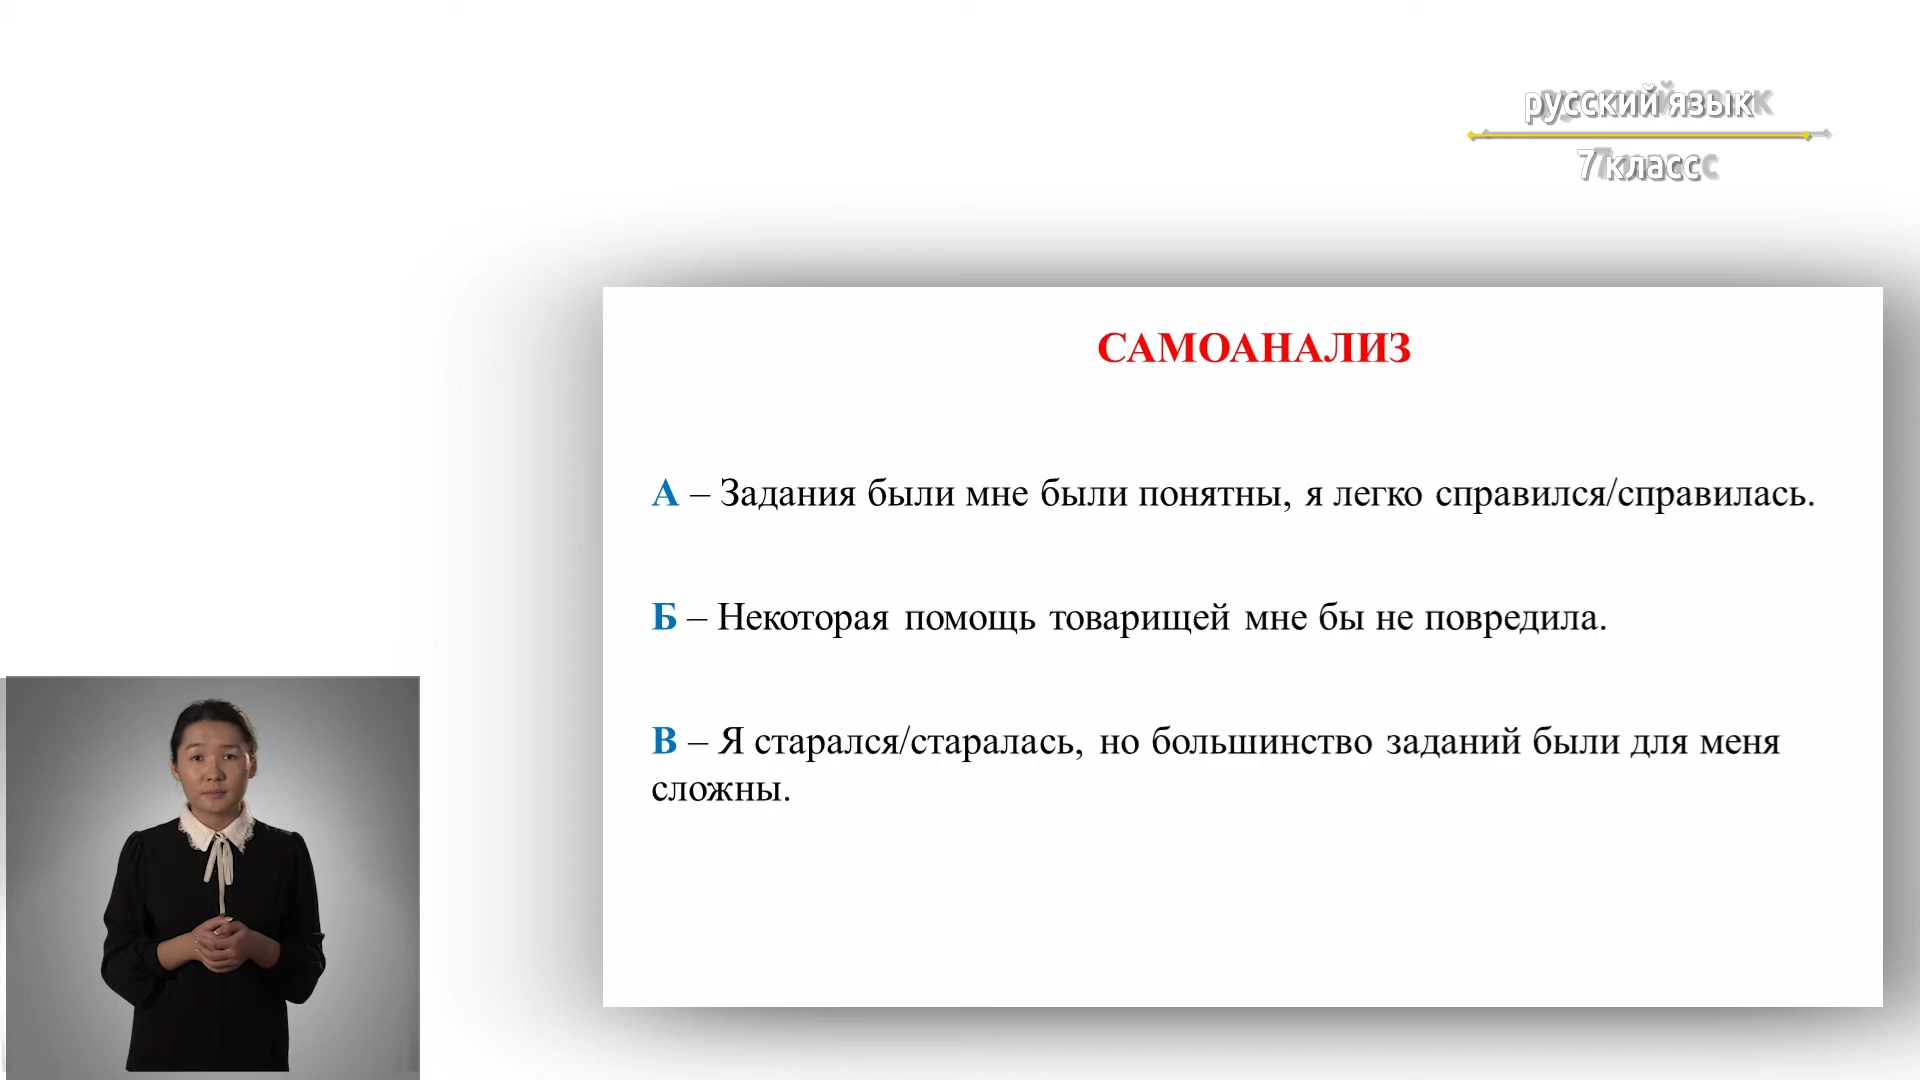 русский язык
7 класс
САМОАНАЛИЗ
А – Задания были мне были понятны, я легко справился/справилась.
Б – Некоторая помощь товарищей мне бы не повредила.
В – Я старался/старалась, но большинство заданий были для меня
сложны.